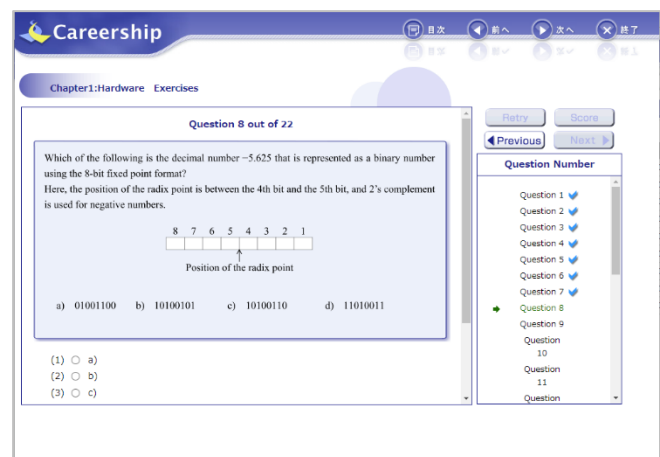 Careership
目次
前へ
次へ
終了
Chapter1:Hardware Exercises
Question 8 out of 22
Which of the following is the decimal number −5.625 that is represented as a binary number
using the 8-bit fixed point format?
Here, the position of the radix point is between the 4th bit and the 5th bit, and 2's complement
is used for negative numbers.
8 7 6 5 4 3 2 1
Position of the radix point
a) 01001100 b) 10100101 c) 10100110 d) 11010011
(1) a)
(2) b)
(3) c)
Retry Score
Previous Next
Question Number
Question 1
Question 2
Question 3
Question 4
Question 5
Question 6
Question 7
Question 8
Question 9
Question
10
Question
11
Question